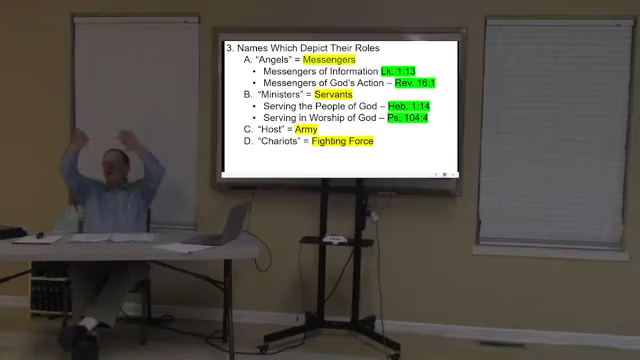 3. Names Which Depict Their Roles
A. “Angels” = Messengers
• Messengers of Information Lk. 1:13
• Messengers of God’s Action – Rev. 16:1
B. “Ministers” = Servants
• Serving the People of God – Heb. 1:14
• Serving in Worship of God – Ps. 104:4
C. “Host” = Army
D. “Chariots” = Fighting Force